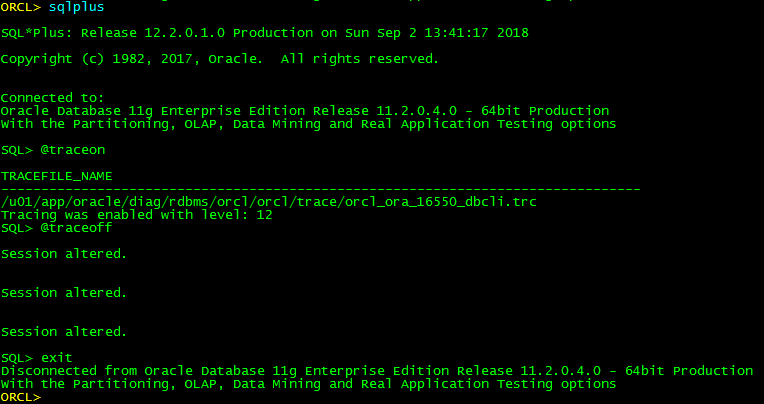 ORCL> sqlplus
SQL*Plus: Release 12.2.0.1.0 Production on Sun Sep 2 13:41:17 2018
Copyright (c) 1982, 2017, Oracle.  All rights reserved.
Connected to:
Oracle Database 11g Enterprise Edition Release 11.2.0.4.0 - 64bit Production
With the Partitioning, OLAP, Data Mining and Real Application Testing options
SQL> @traceon
TRACEFILE_NAME
--------------------------------------------------------------------------------
/u01/app/oracle/diag/rdbms/orcl/orcl/trace/orcl_ora_16550_dbcli.trc
Tracing was enabled with level: 12
SQL> @traceoff
Session altered.
Session altered.
Session altered.
SQL> exit
Disconnected from Oracle Database 11g Enterprise Edition Release 11.2.0.4.0 - 64bit Production
With the Partitioning, OLAP, Data Mining and Real Application Testing options
ORCL>